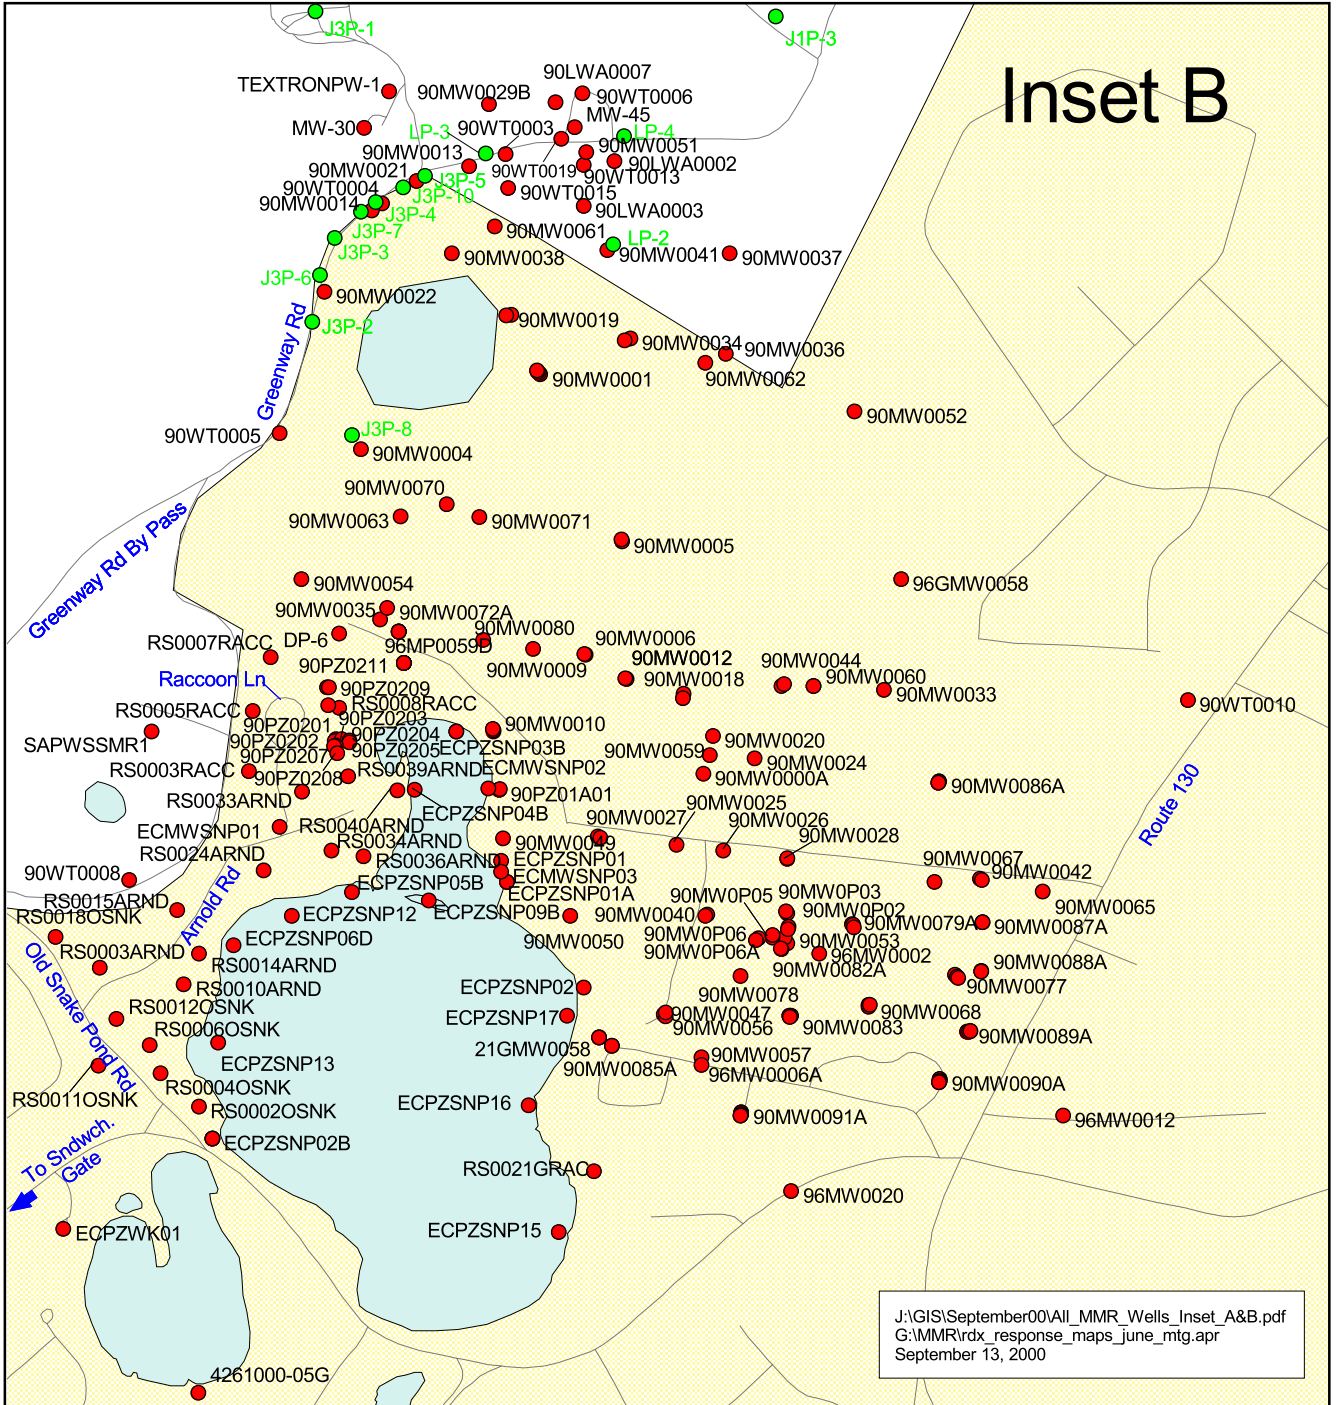 J3P-1
J1P-3
Inset B
90LWA0007
TEXTRONPW-1
90MW0029B
90WT0006
MW-30
LP-3
90WT0003
MW-45
LP-4
90MW0013
90MW0051
90MW0021
90WT0019
90LWA0002
90WT0013
90WT0004
J3P-5
J3P-10
90WT0015
90MW0014
J3P-4
90LWA0003
J3P-7
90MW0061
LP-2
J3P-3
90MW0038
90MW0041
90MW0037
J3P-6
90MW0022
J3P-2
90MW0019
Greenway Rd
90MW0034
90MW0036
90MW0001
90MW0062
90MW0052
90WT0005
J3P-8
90MW0004
90MW0070
90MW0063
90MW0071
Greenway Rd By Pass
90MW0005
90MW0054
96GMW0058
90MW0035
90MW0072A
DP-6
RS0007RACC
96MP0059D
90MW0080
90MW0006
90PZ0211
90MW0009
90MW0012
90MW0044
Raccoon Ln
90PZ0209
90MW0018
90MW0060
90MW0033
RS0008RACC
90WT0010
RS0005RACC
90PZ0203
90PZ0201
90MW0010
SAPWSSMR1
90PZ0202
90PZ0204
90PZ0205
ECPZSNP03B
90MW0020
90PZ0207
90MW0059
90MW0024
RS0003RACC
90PZ0208
RS0039ARND
ECMWSNP02
90MW0000A
90MW0086A
RS0033ARND
90PZ01A01
Route 130
ECPZSNP04B
90MW0025
90MW0027
90MW0026
ECMWSNP01
RS0040ARND
RS0034ARND
90MW0049
90MW0028
RS0024ARND
RS0036ARND
ECPZSNP01
90MW0067
90WT0008
ECMWSNP03
90MW0042
Arnold Rd
ECPZSNP05B
ECPZSNP01A
90MW0P05
90MW0P03
90MW0065
RS0015ARND
RS0018OSNK
ECPZSNP12
ECPZSNP09B
90MW0040
90MW0P02
90MW0079A
90MW0087A
ECPZSNP06D
90MW0050
90MW0P06
90MW0053
RS0003ARND
90MW0P06A
96MW0002
Old Snake Pond Rd
RS0014ARND
90MW0082A
90MW0088A
RS0010ARND
ECPZSNP02
90MW0078
90MW0077
RS0012OSNK
ECPZSNP17
90MW0047
90MW0068
RS0006OSNK
90MW0056
90MW0083
90MW0089A
21GMW0058
ECPZSNP13
90MW0085A
90MW0057
96MW0006A
RS0004OSNK
90MW0090A
RS0011OSNK
ECPZSNP16
RS0002OSNK
90MW0091A
96MW0012
To Sndwch.
Gate
ECPZSNP02B
RS0021GRAC
96MW0020
ECPZWK01
ECPZSNP15
J:\GIS\September00\All_MMR_Wells_Inset_A&B.pdf
G:\MMR\rdx_response_maps_june_mtg.apr
September 13, 2000
4261000-05G